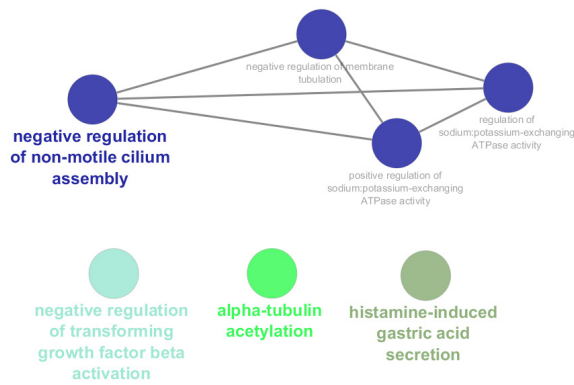 negative regulation of membrane
tubulation
regulation of
sodium:potassium-exchanging
ATPase activity
negative regulation
of non-motile cilium
assembly
positive regulation of
sodium:potassium-exchanging
ATPase activity
negative regulation
of transforming
growth factor beta
activation
alpha-tubulin
acetylation
histamine-induced
gastric acid
secretion